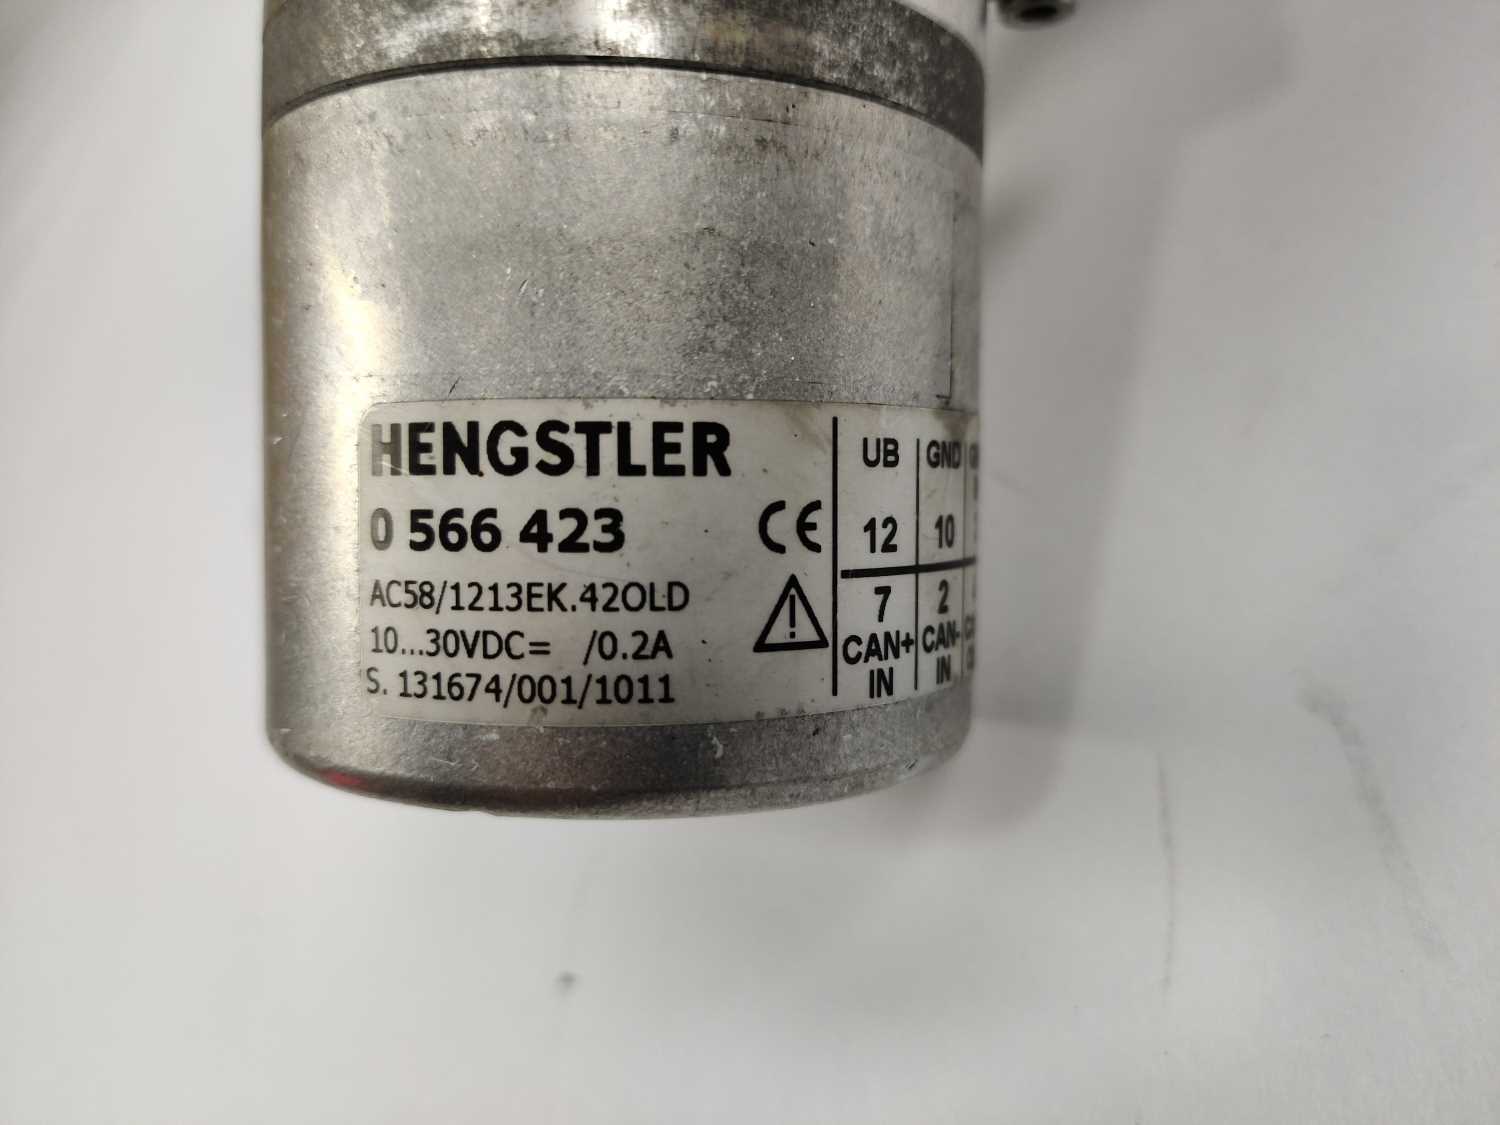 HENGSTLER
0 566 423
AC58/1213EK.42OLD
10...30VDC= /0.2A
S. 131674/001/1011
CE
UB GND
12 10
7 2
CAN+ CAN-
IN IN